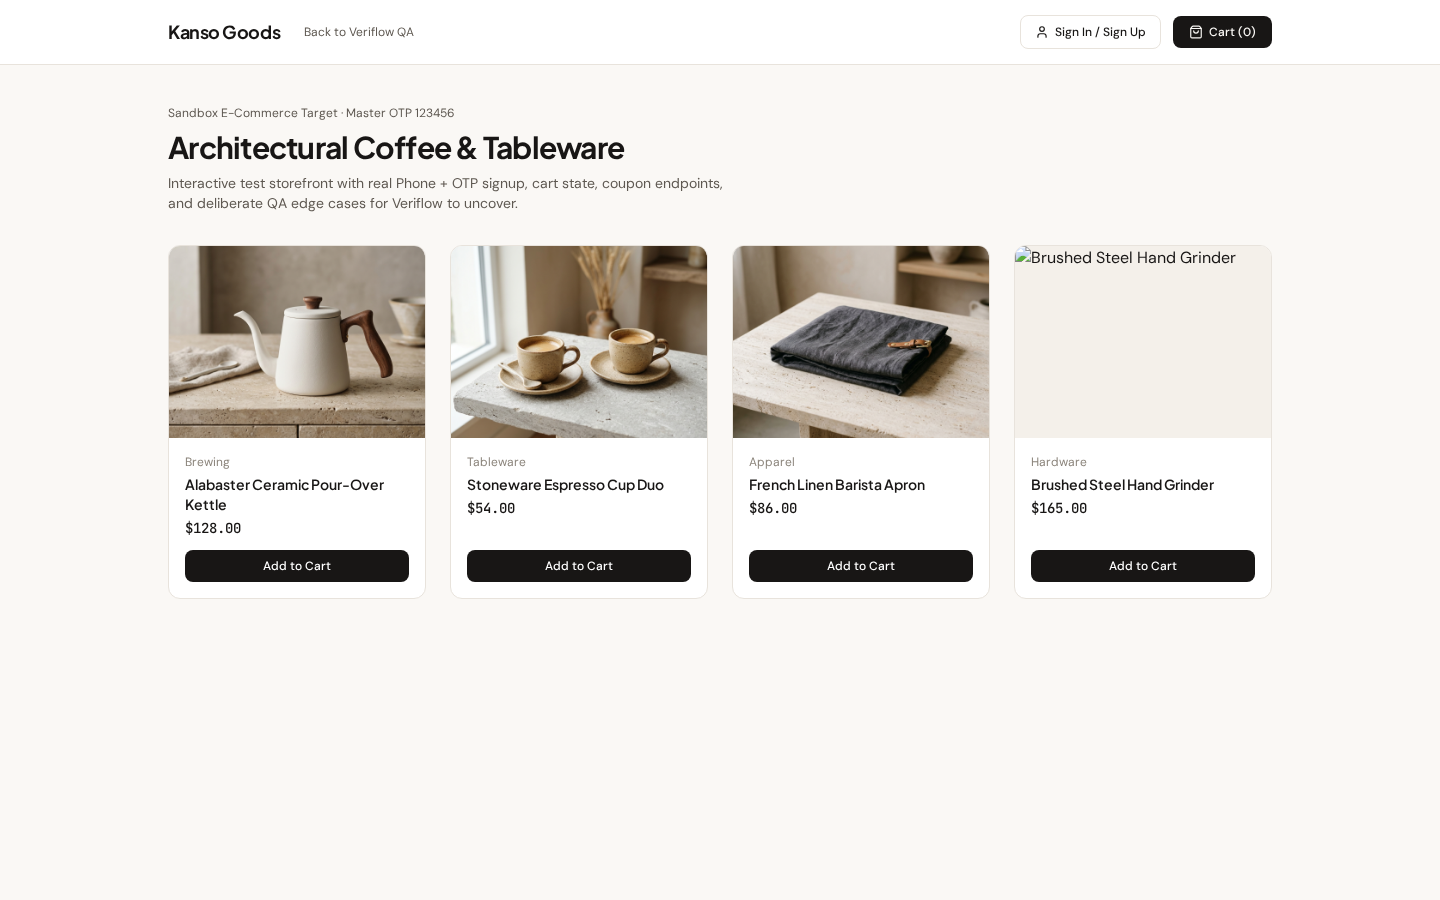 Kanso Goods
Back to Veriflow QA
Sign In / Sign Up
Cart (0)
Sandbox E-Commerce Target · Master OTP 123456
Architectural Coffee & Tableware
Interactive test storefront with real Phone + OTP signup, cart state, coupon endpoints,
and deliberate QA edge cases for Veriflow to uncover.
Brewing
Alabaster Ceramic Pour-Over
Kettle
$128.00
Add to Cart
Tableware
Stoneware Espresso Cup Duo
$54.00
Add to Cart
Apparel
French Linen Barista Apron
$86.00
Add to Cart
Brushed Steel Hand Grinder
Hardware
Brushed Steel Hand Grinder
$165.00
Add to Cart